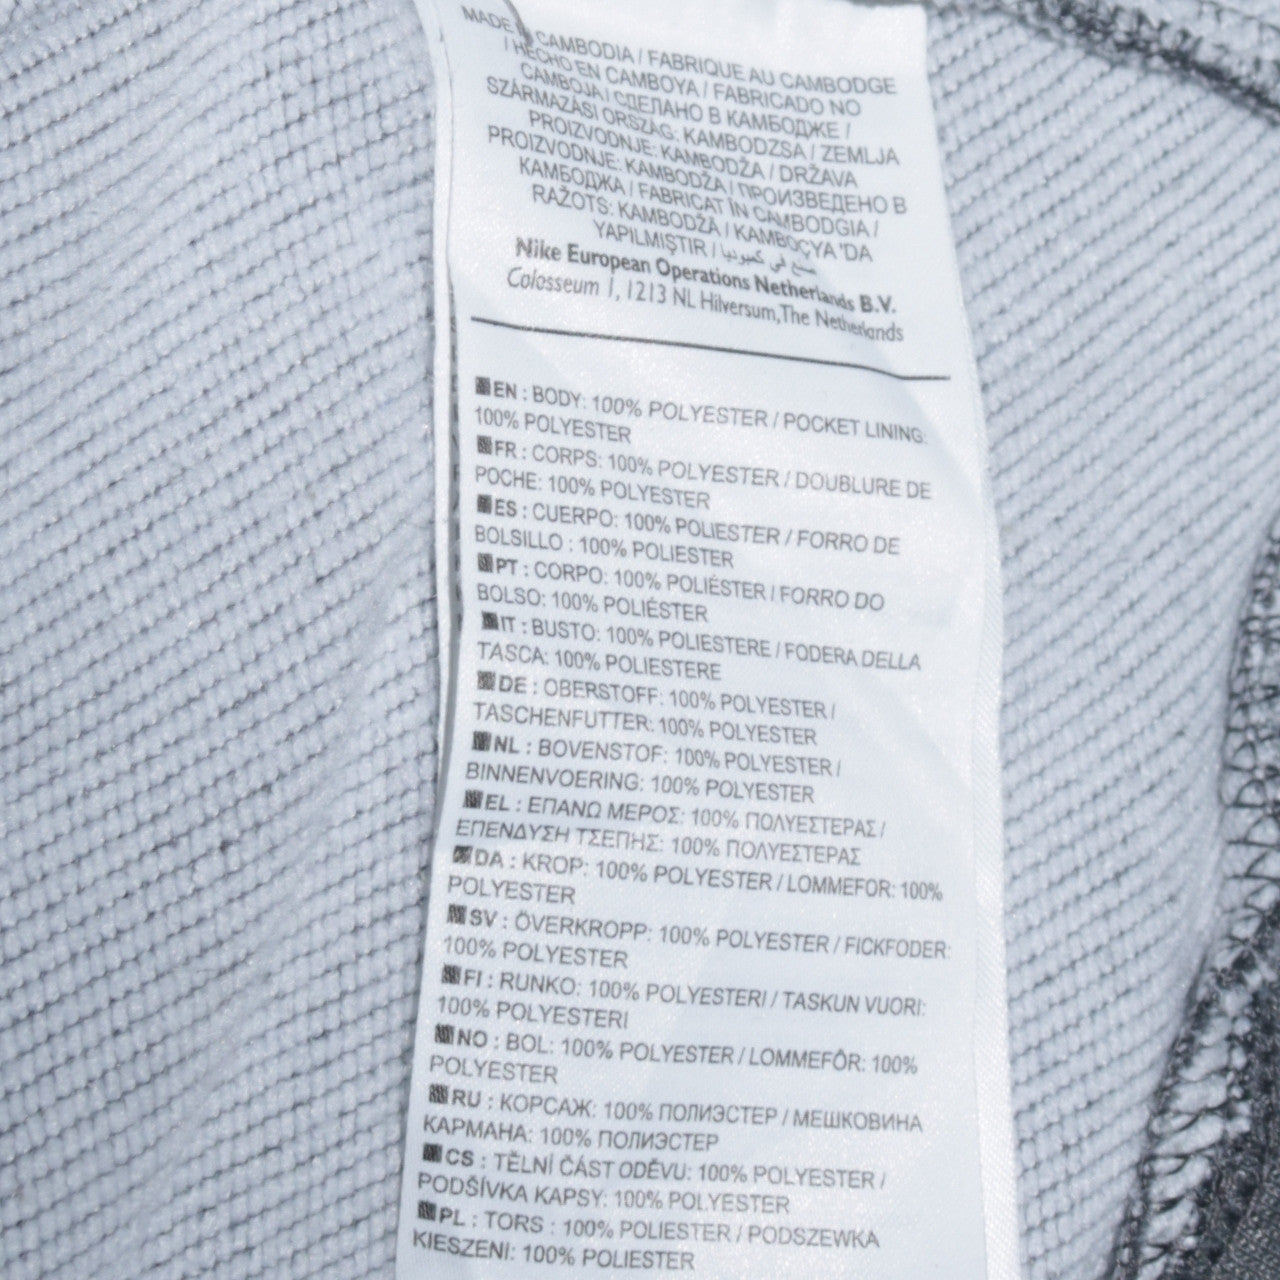 MADE IN CAMBODIA / FABRIQUE AU CAMBODGE
/ HECHO EN CAMBOYA / FABRICADO NO
CAMBOJA / СДЕЛАНО В КАМБОДЖЕ /
SZÁRMAZÁSI ORSZÁG: KAMBODZSA / ZEMLJA
PROIZVODNJE: KAMBODŽA / DRŽAVA
PROIZVODNJE: KAMBODŽA / ПРОИЗВЕДЕНО В
КАМБОДЖА / FABRICAT ÎN CAMBODGIA /
RAŽOTS: KAMBODŽĀ / KAMBOÇYA 'DA
YAPILMIŞTIR / صنع في كمبوديا
Nike European Operations Netherlands B.V.
Colosseum 1, 1213 NL Hilversum,The Netherlands
EN : BODY: 100% POLYESTER / POCKET LINING:
100% POLYESTER
FR : CORPS: 100% POLYESTER / DOUBLURE DE
POCHE: 100% POLYESTER
ES : CUERPO: 100% POLIESTER / FORRO DE
BOLSILLO : 100% POLIESTER
PT : CORPO: 100% POLIÉSTER / FORRO DO
BOLSO: 100% POLIÉSTER
IT : BUSTO: 100% POLIESTERE / FODERA DELLA
TASCA: 100% POLIESTERE
DE : OBERSTOFF: 100% POLYESTER /
TASCHENFUTTER: 100% POLYESTER
NL : BOVENSTOF: 100% POLYESTER /
BINNENVOERING: 100% POLYESTER
EL : ΕΠΑΝΩ ΜΕΡΟΣ: 100% ΠΟΛΥΕΣΤΕΡΑΣ /
ΕΠΕΝΔΥΣΗ ΤΣΕΠΗΣ: 100% ΠΟΛΥΕΣΤΕΡΑΣ
DA : KROP: 100% POLYESTER / LOMMEFOR: 100%
POLYESTER
SV : ÖVERKROPP: 100% POLYESTER / FICKFODER:
100% POLYESTER
FI : RUNKO: 100% POLYESTERI / TASKUN VUORI:
100% POLYESTERI
NO : BOL: 100% POLYESTER / LOMMEFÔR: 100%
POLYESTER
RU : КОРСАЖ: 100% ПОЛИЭСТЕР / МЕШКОВИНА
КАРМАНА: 100% ПОЛИЭСТЕР
CS : TĚLNÍ ČÁST ODĚVU: 100% POLYESTER /
PODŠÍVKA KAPSY: 100% POLYESTER
PL : TORS : 100% POLIESTER / PODSZEWKA
KIESZENI: 100% POLIESTER